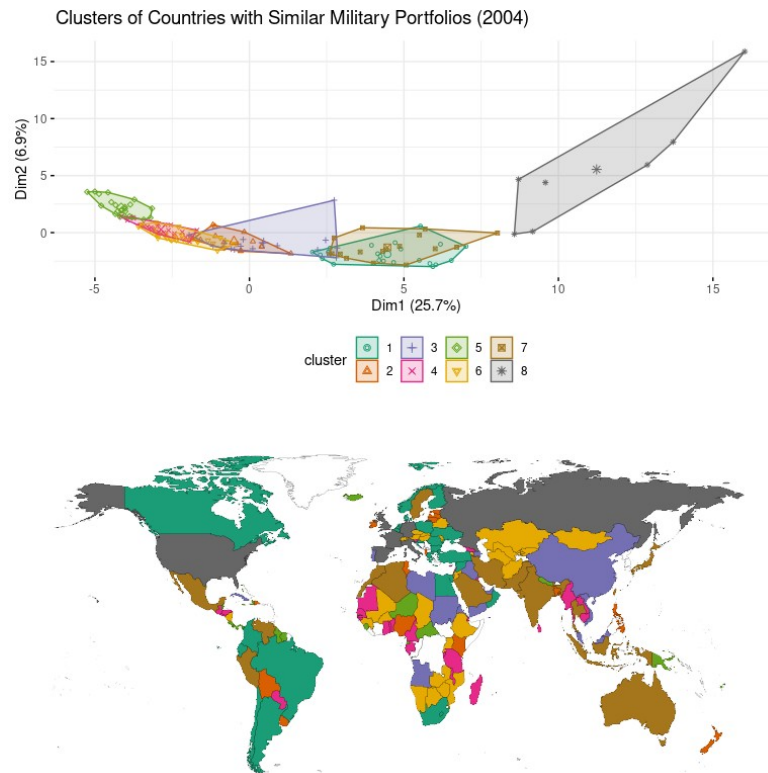 Clusters of Countries with Similar Military Portfolios (2004)
15
10
5
0
Dim2 (6.9%)
-5 0 5 10 15
Dim1 (25.7%)
cluster
1 3 5 7
2 4 6 8